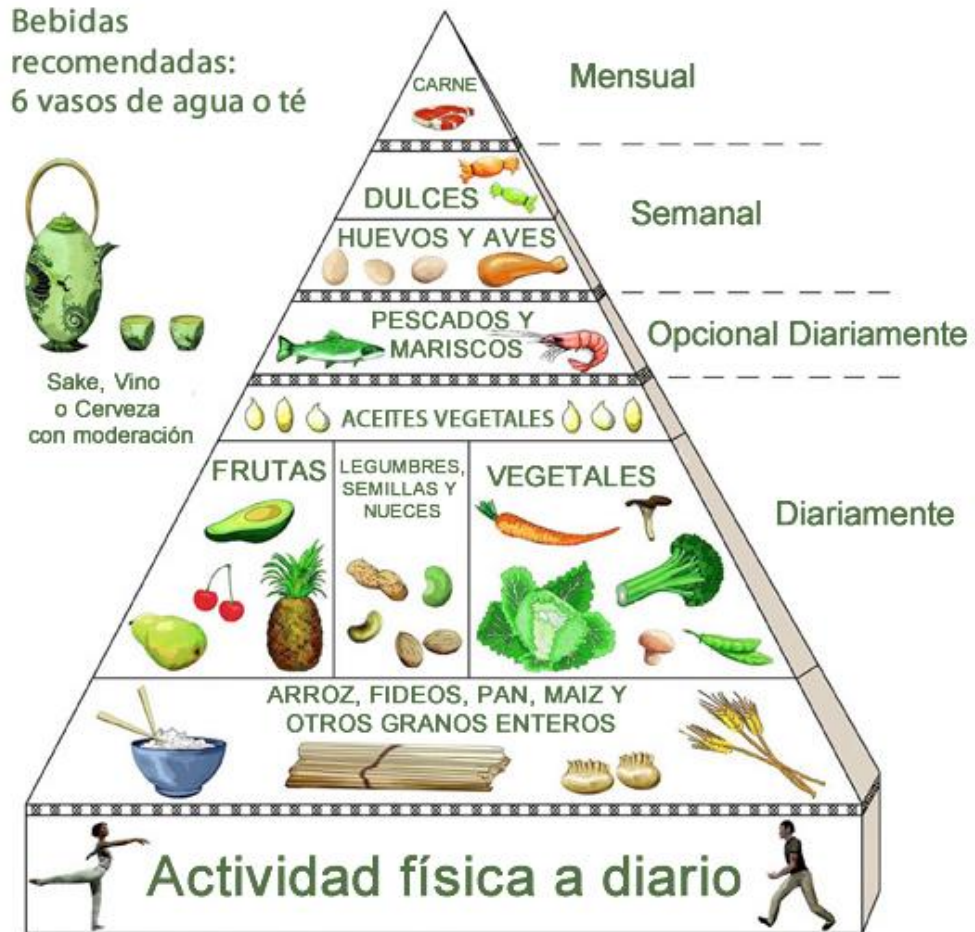 Bebidas
recomendadas:
6 vasos de agua o té
CARNE
Mensual
DULCES
Semanal
HUEVOS Y AVES
PESCADOS Y
MARISCOS
Opcional Diariamente
Sake, Vino
o Cerveza
con moderación
ACEITES VEGETALES
FRUTAS
LEGUMBRES,
SEMILLAS Y
NUECES
VEGETALES
Diariamente
ARROZ, FIDEOS, PAN, MAIZ Y
OTROS GRANOS ENTEROS
Actividad física a diario